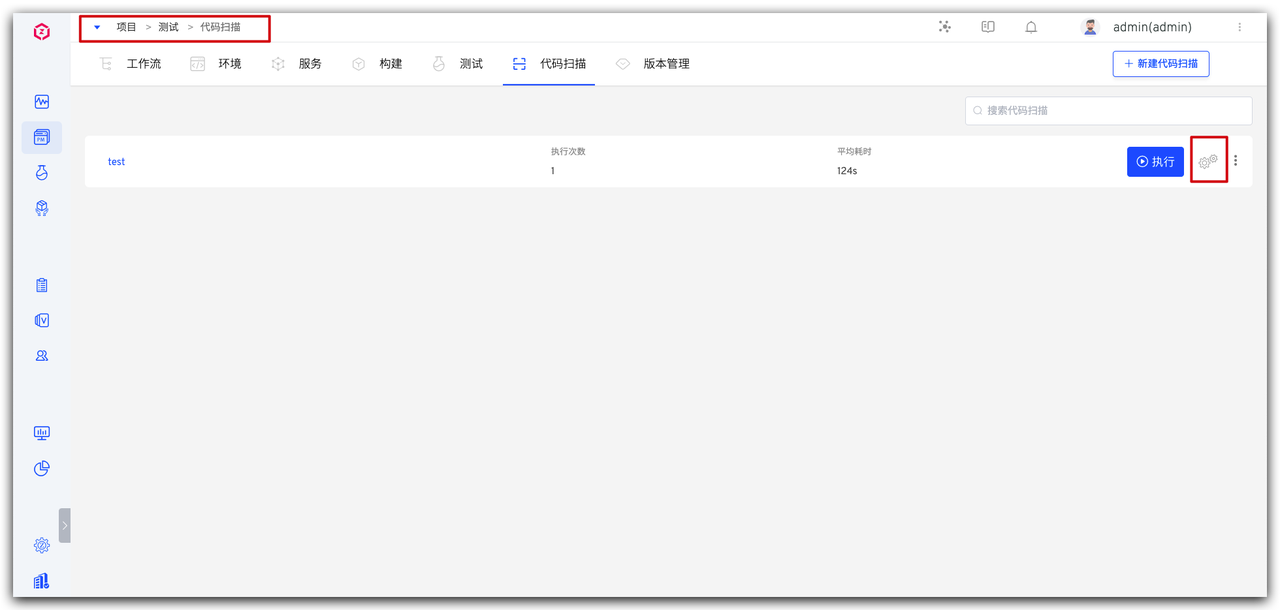 项目 > 测试 > 代码扫描
admin(admin)
工作流 环境 服务 构建 测试 代码扫描 版本管理
+ 新建代码扫描
搜索代码扫描
test
执行次数
1
平均耗时
124s
执行